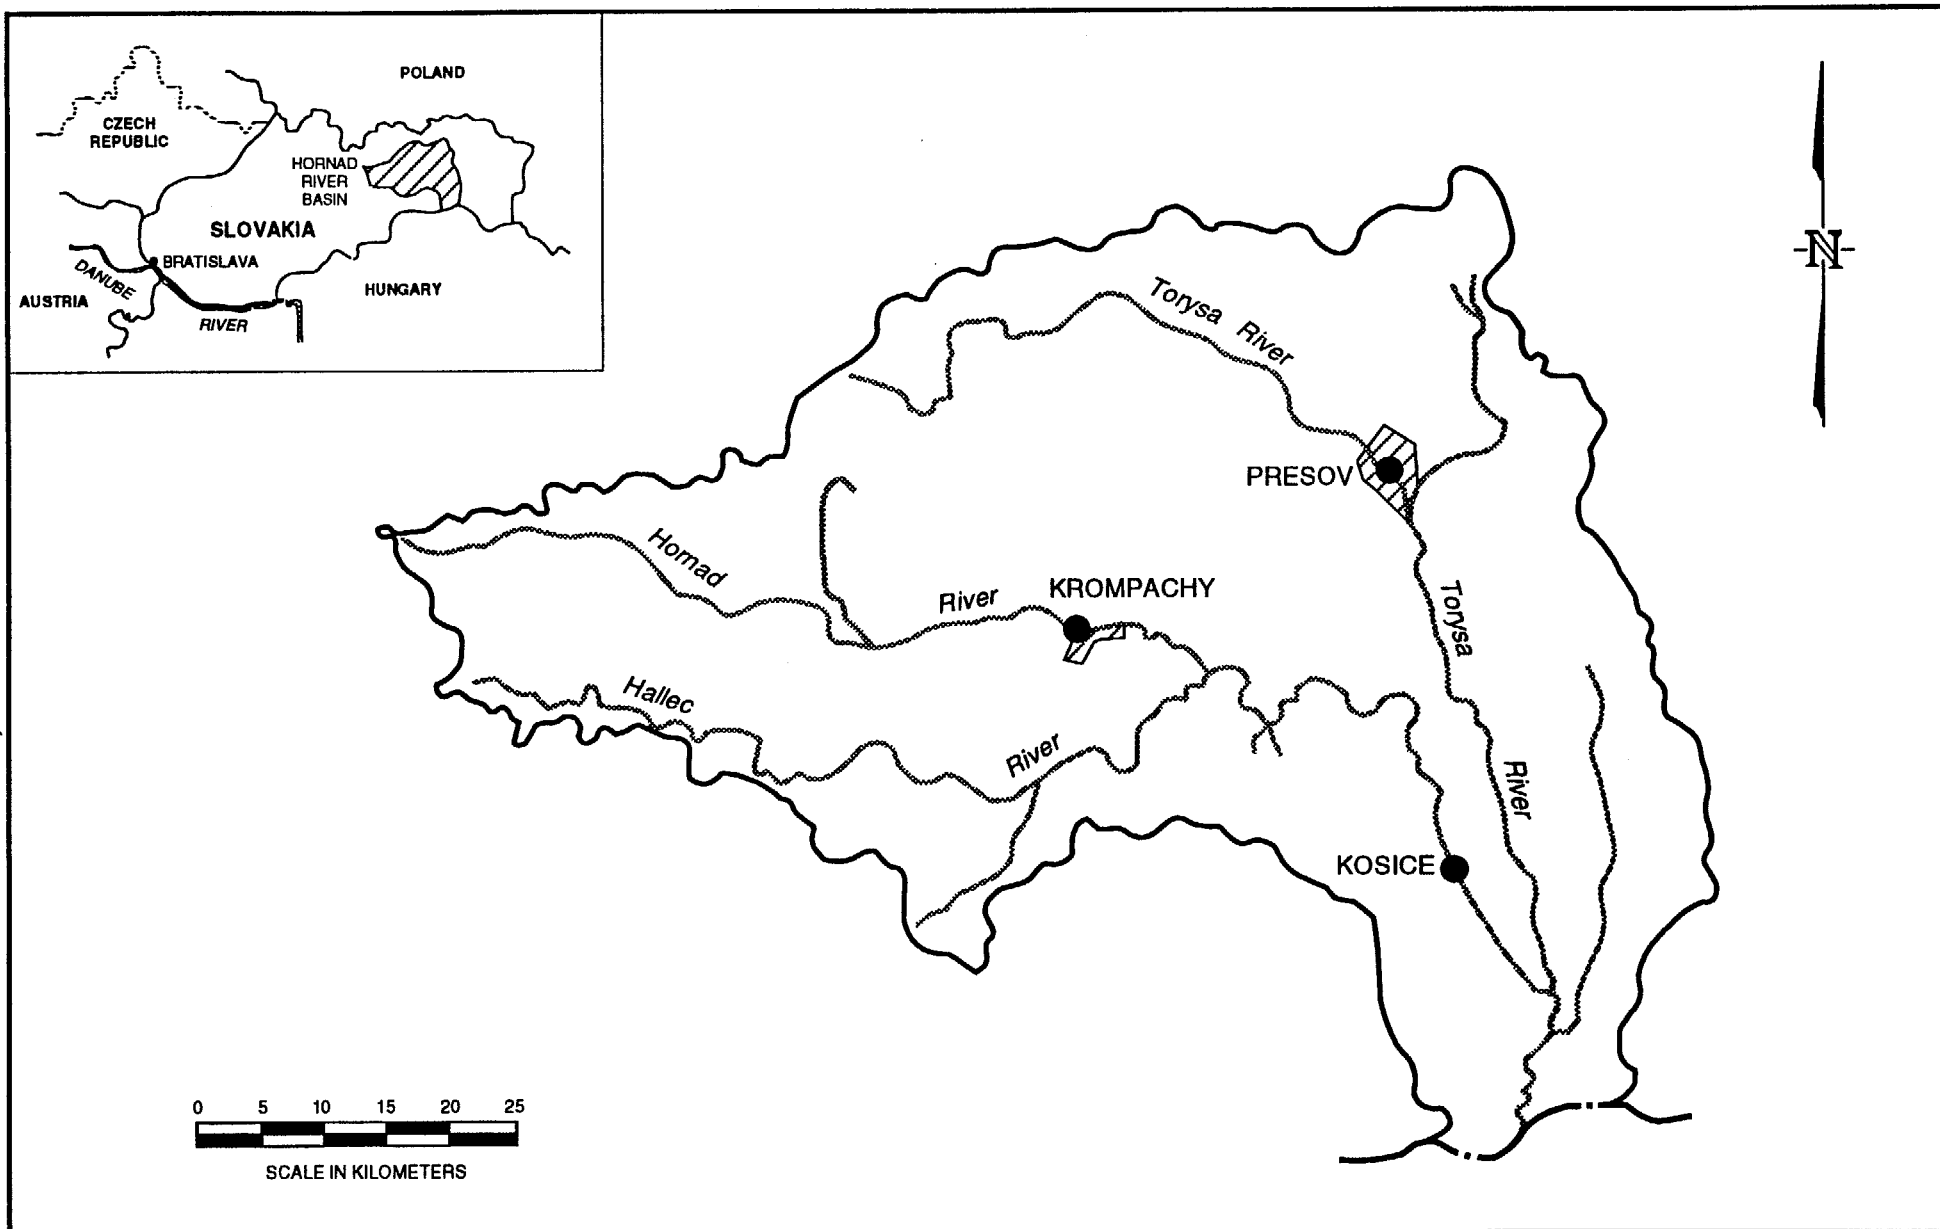 POLAND
CZECH
REPUBLIC
HORNAD
RIVER
BASIN
SLOVAKIA
BRATISLAVA
DANUBE
AUSTRIA
HUNGARY
RIVER
N
Torysa River
PRESOV
Hornad
River
KROMPACHY
Torysa
Hallec
River
River
KOSICE
0 5 10 15 20 25
SCALE IN KILOMETERS